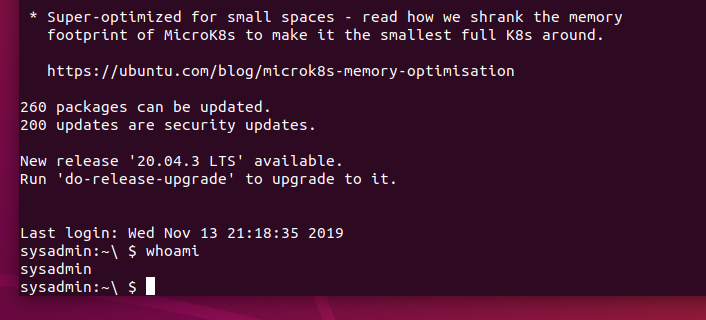 * Super-optimized for small spaces - read how we shrank the memory
footprint of MicroK8s to make it the smallest full K8s around.
https://ubuntu.com/blog/microk8s-memory-optimisation
260 packages can be updated.
200 updates are security updates.
New release '20.04.3 LTS' available.
Run 'do-release-upgrade' to upgrade to it.
Last login: Wed Nov 13 21:18:35 2019
sysadmin:~\ $ whoami
sysadmin
sysadmin:~\ $